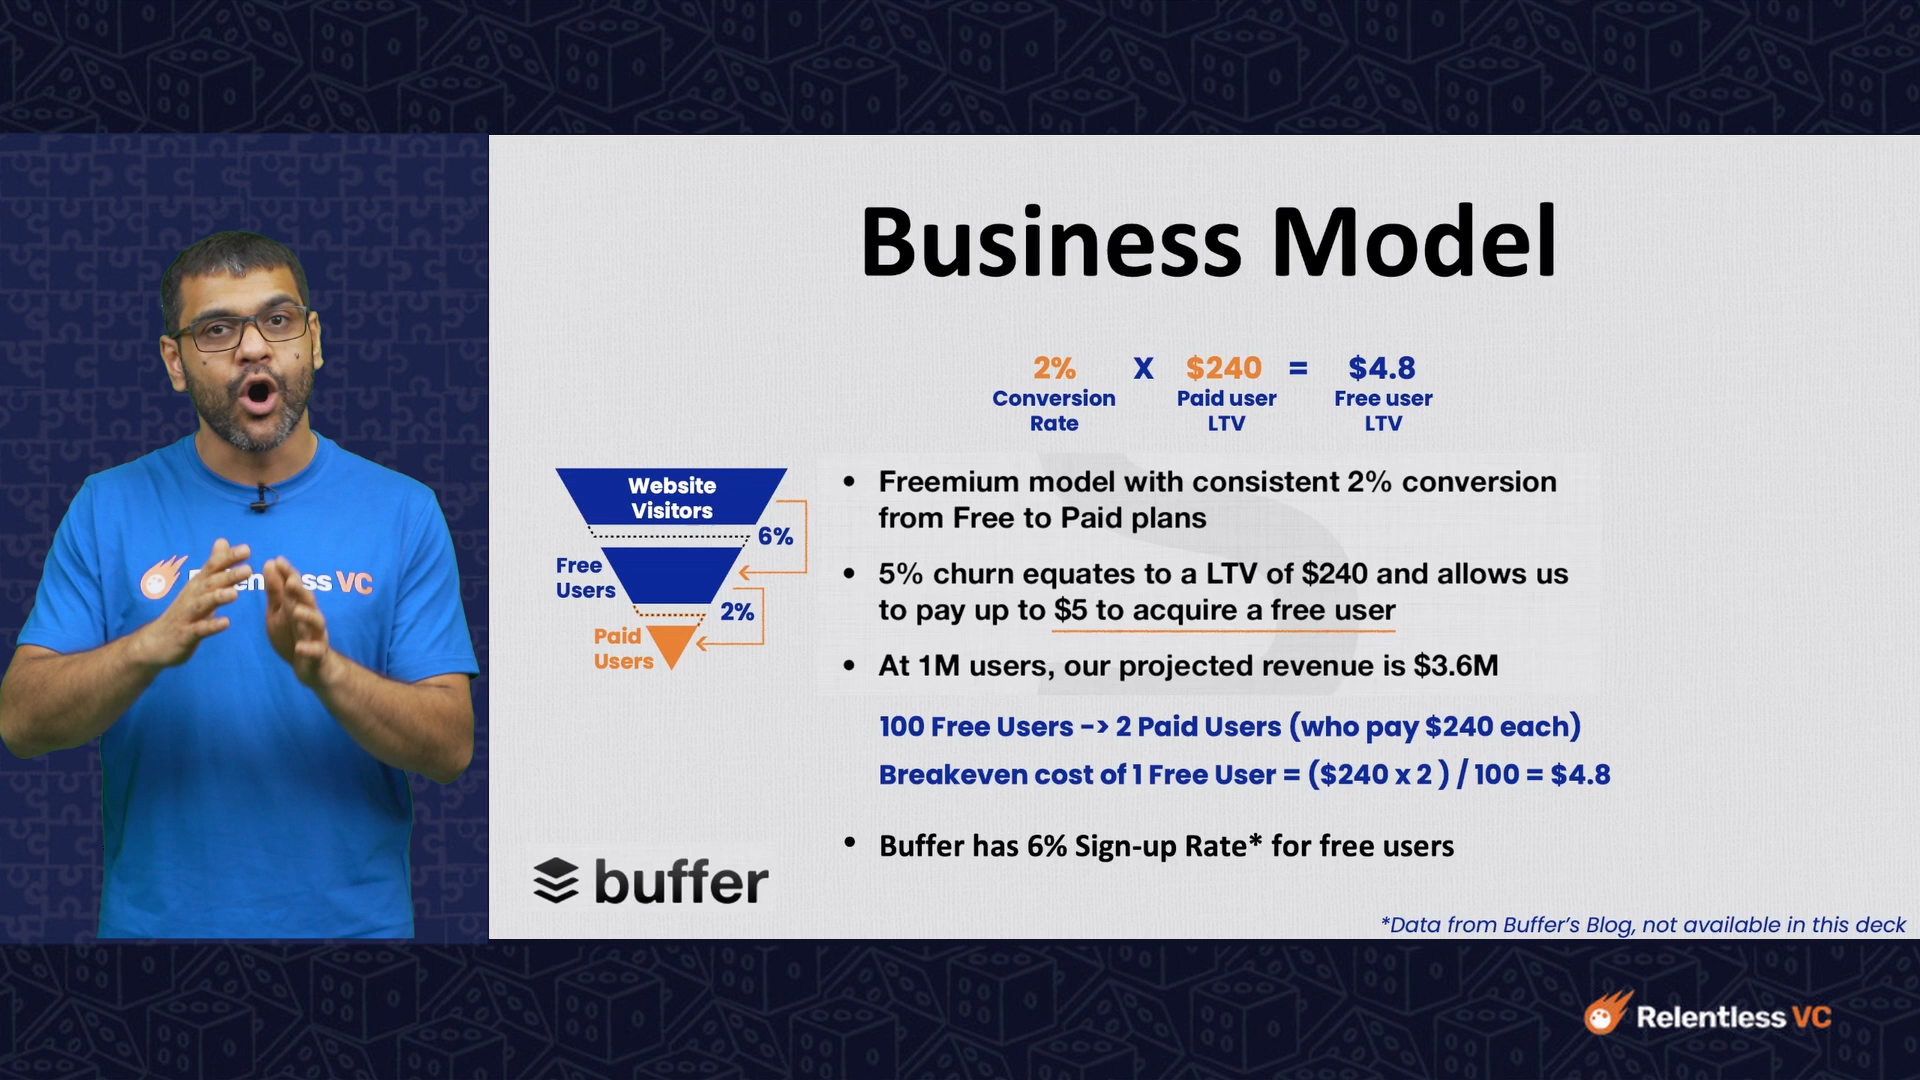 Business Model
2% X $240 = $4.8
Conversion Rate
Paid user LTV
Free user LTV
Website
Visitors
6%
Free
Users
2%
Paid
Users
• Freemium model with consistent 2% conversion
from Free to Paid plans
• 5% churn equates to a LTV of $240 and allows us
to pay up to $5 to acquire a free user
• At 1M users, our projected revenue is $3.6M
100 Free Users -> 2 Paid Users (who pay $240 each)
Breakeven cost of 1 Free User = ($240 x 2 ) / 100 = $4.8
• Buffer has 6% Sign-up Rate* for free users
buffer
*Data from Buffer's Blog, not available in this deck
VC
Relentless VC